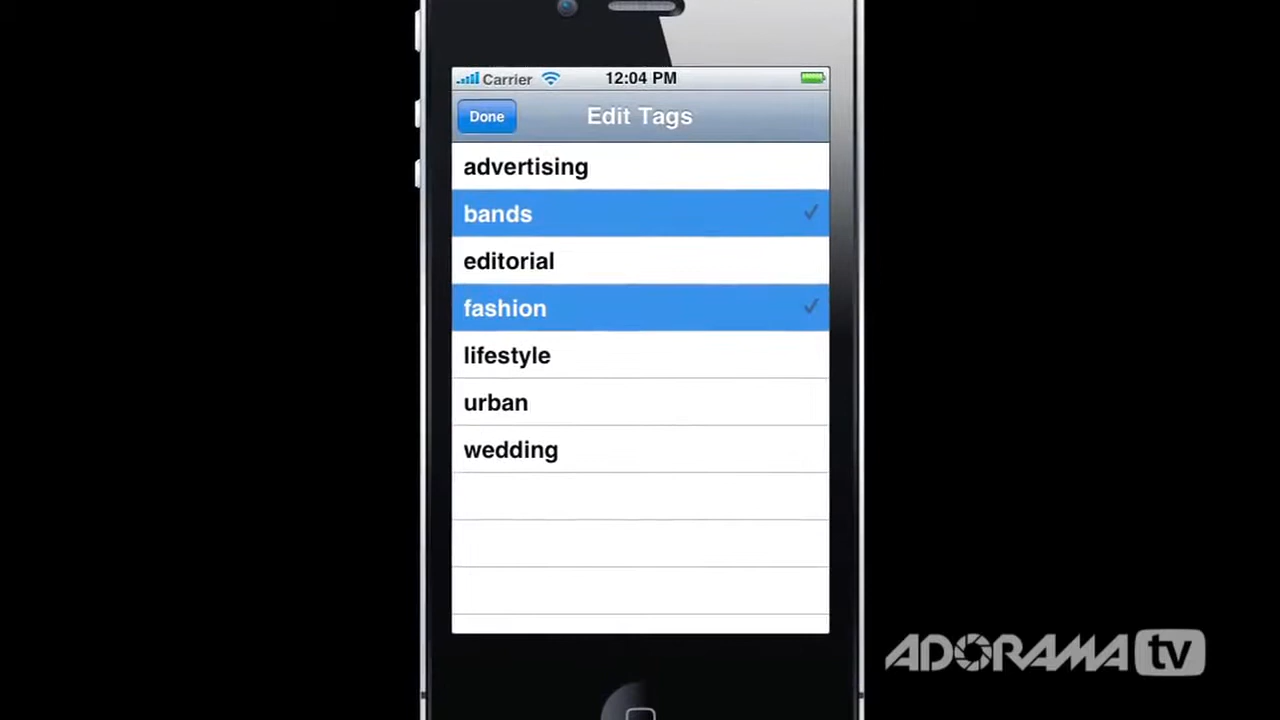 Carrier 12:04 PM
Done Edit Tags
advertising
bands
editorial
fashion
lifestyle
urban
wedding
ADORAMA tv